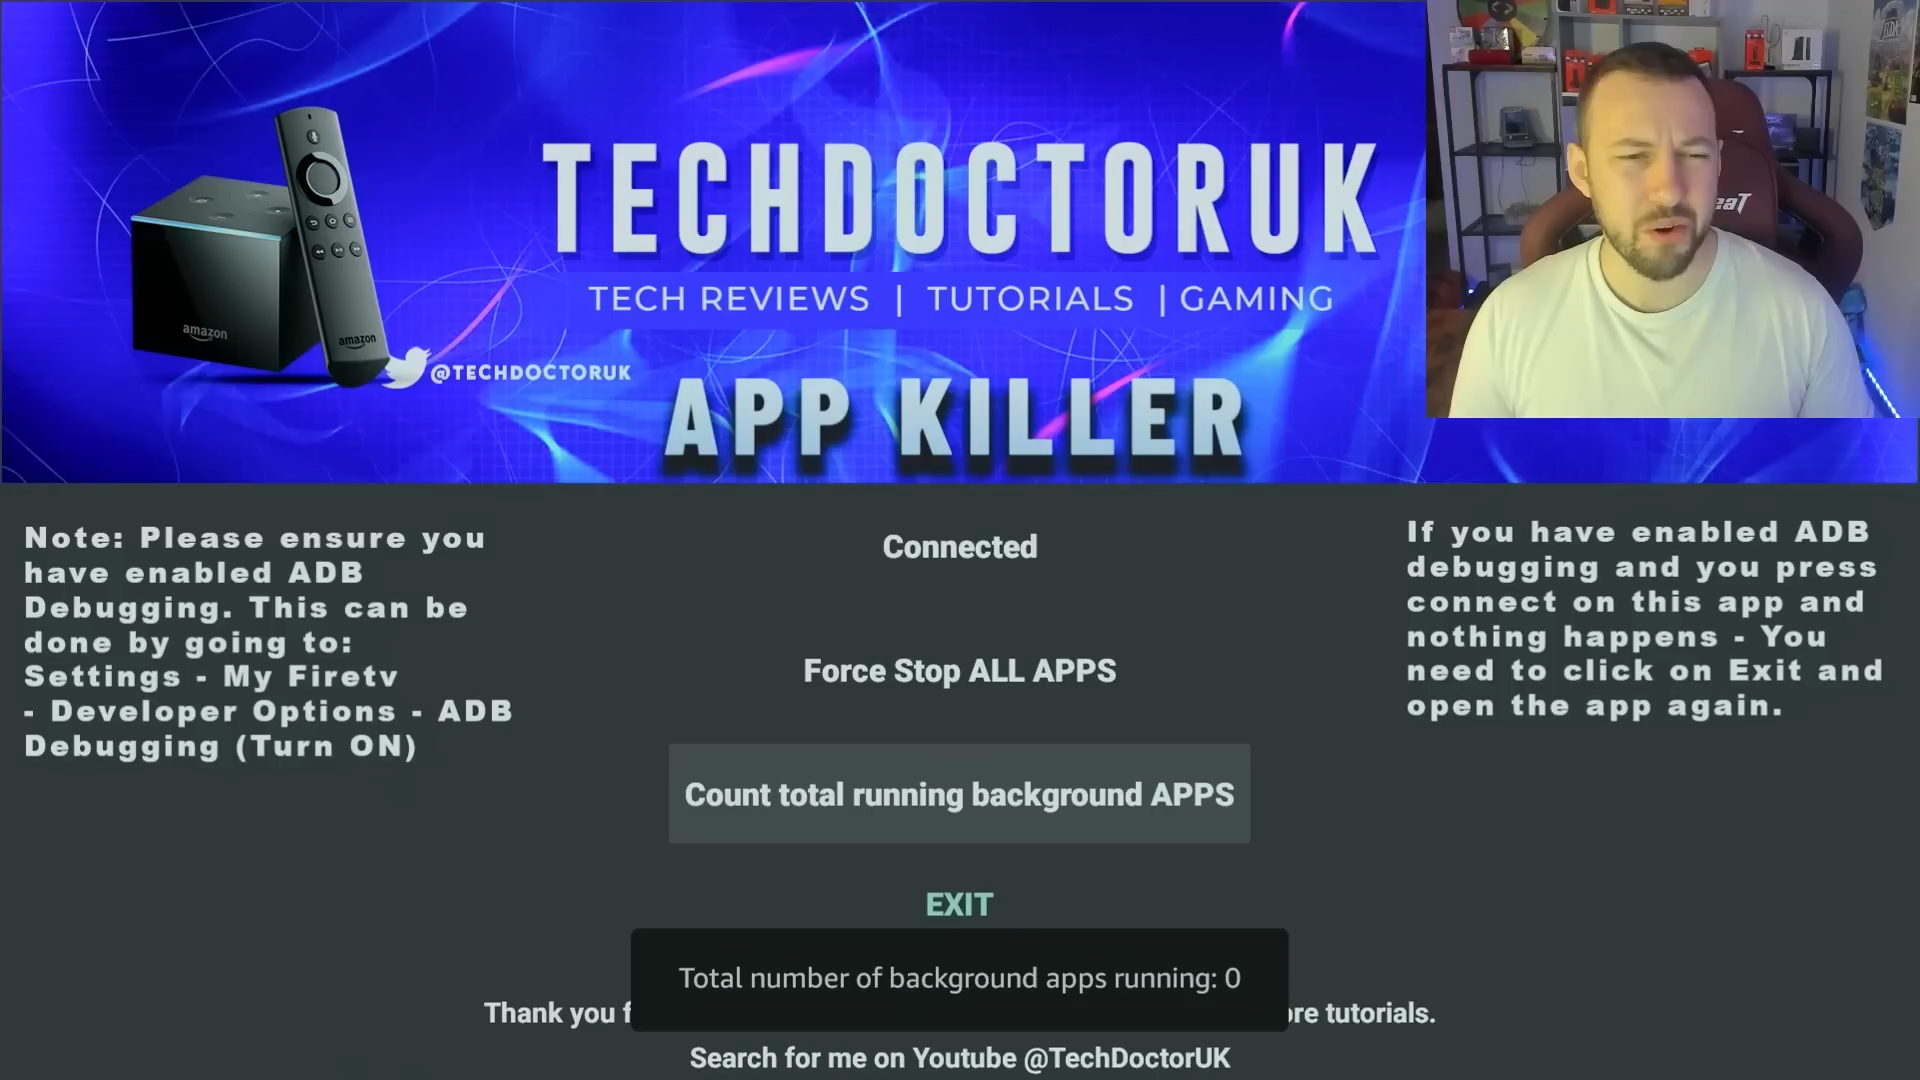 TECHDOCTORUK
TECH REVIEWS | TUTORIALS | GAMING
amazon
amazon
@TECHDOCTORUK
APP KILLER
Note: Please ensure you
have enabled ADB
Debugging. This can be
done by going to:
Settings - My Firetv
- Developer Options - ADB
Debugging (Turn ON)
Connected
Force Stop ALL APPS
Count total running background APPS
EXIT
Total number of background apps running: 0
If you have enabled ADB
debugging and you press
connect on this app and
nothing happens - You
need to click on Exit and
open the app again.
Thank you tutorials.
Search for me on Youtube @TechDoctorUK